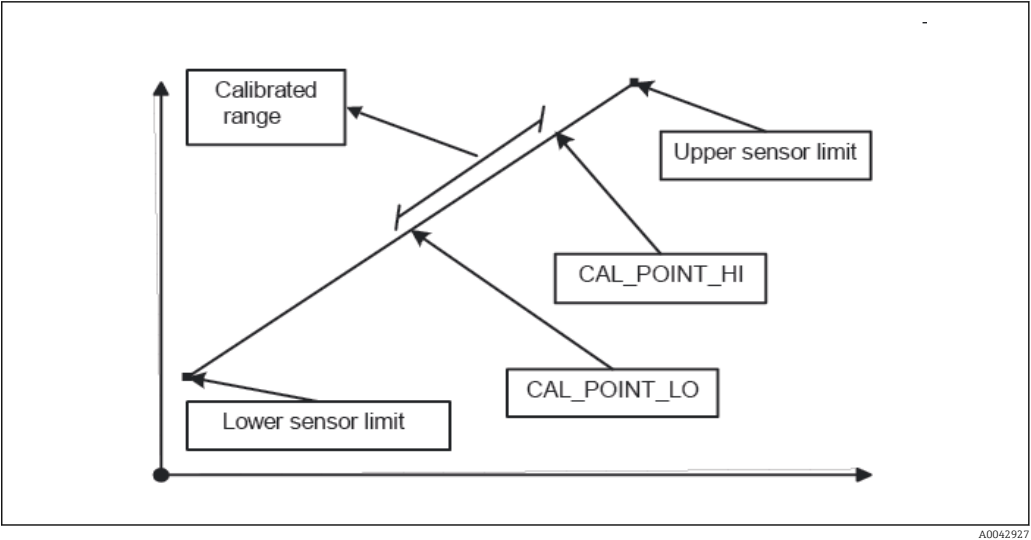 -
Calibrated
range
Upper sensor limit
CAL_POINT_HI
CAL_POINT_LO
Lower sensor limit
A0042927